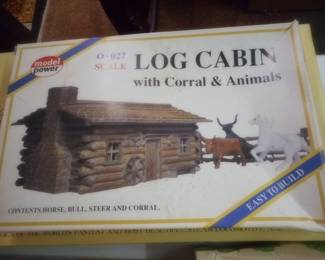 model
power
O-027
SCALE
LOG CABIN
with Corral & Animals
EASY TO BUILD
CONTENTS HORSE, BULL, STEER AND CORRAL.